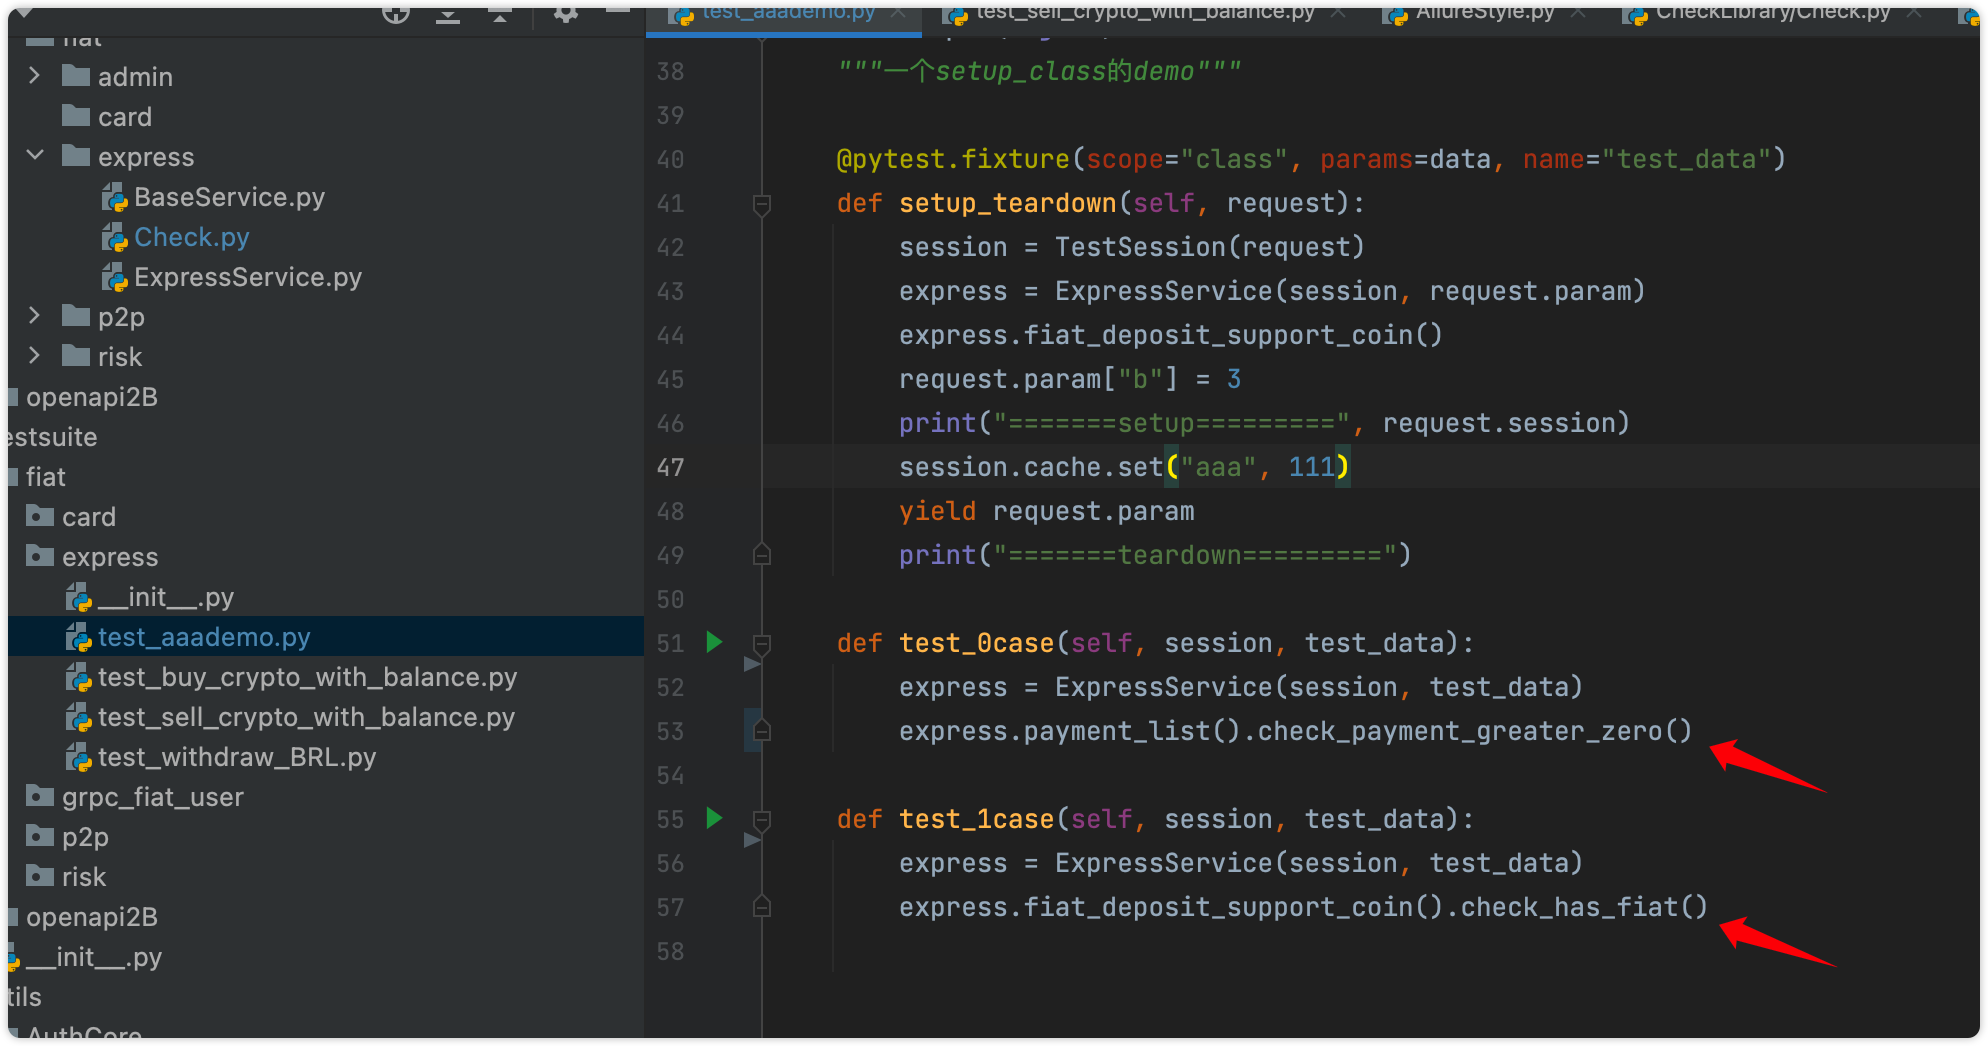 fiat
admin
card
express
BaseService.py
Check.py
ExpressService.py
p2p
risk
openapi2B
estsuite
fiat
card
express
__init__.py
test_aaademo.py
test_buy_crypto_with_balance.py
test_sell_crypto_with_balance.py
test_withdraw_BRL.py
grpc_fiat_user
p2p
risk
openapi2B
__init__.py
tils
AuthCore
test_aaademo.py test_sell_crypto_with_balance.py AllureStyle.py CheckLibrary/Check.py
38 """一个setup_class的demo"""
39
40 @pytest.fixture(scope="class", params=data, name="test_data")
41 def setup_teardown(self, request):
42 session = TestSession(request)
43 express = ExpressService(session, request.param)
44 express.fiat_deposit_support_coin()
45 request.param["b"] = 3
46 print("=======setup=========", request.session)
47 session.cache.set("aaa", 111)
48 yield request.param
49 print("=======teardown=========")
50
51 def test_0case(self, session, test_data):
52 express = ExpressService(session, test_data)
53 express.payment_list().check_payment_greater_zero()
54
55 def test_1case(self, session, test_data):
56 express = ExpressService(session, test_data)
57 express.fiat_deposit_support_coin().check_has_fiat()
58